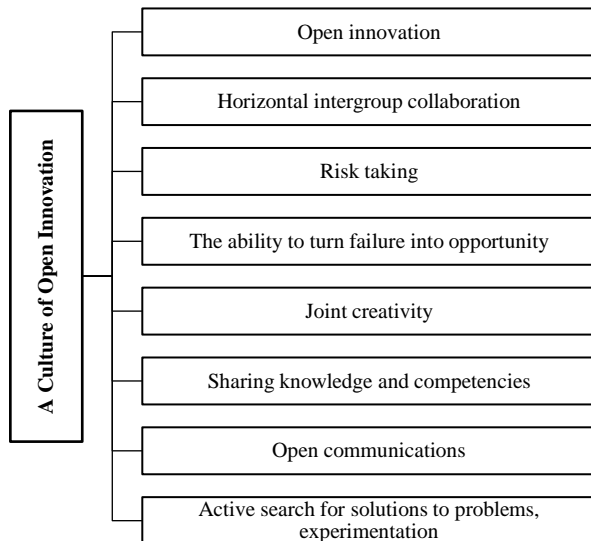 Open innovation
Horizontal intergroup collaboration
Risk taking
The ability to turn failure into opportunity
A Culture of Open Innovation
Joint creativity
Sharing knowledge and competencies
Open communications
Active search for solutions to problems,
experimentation